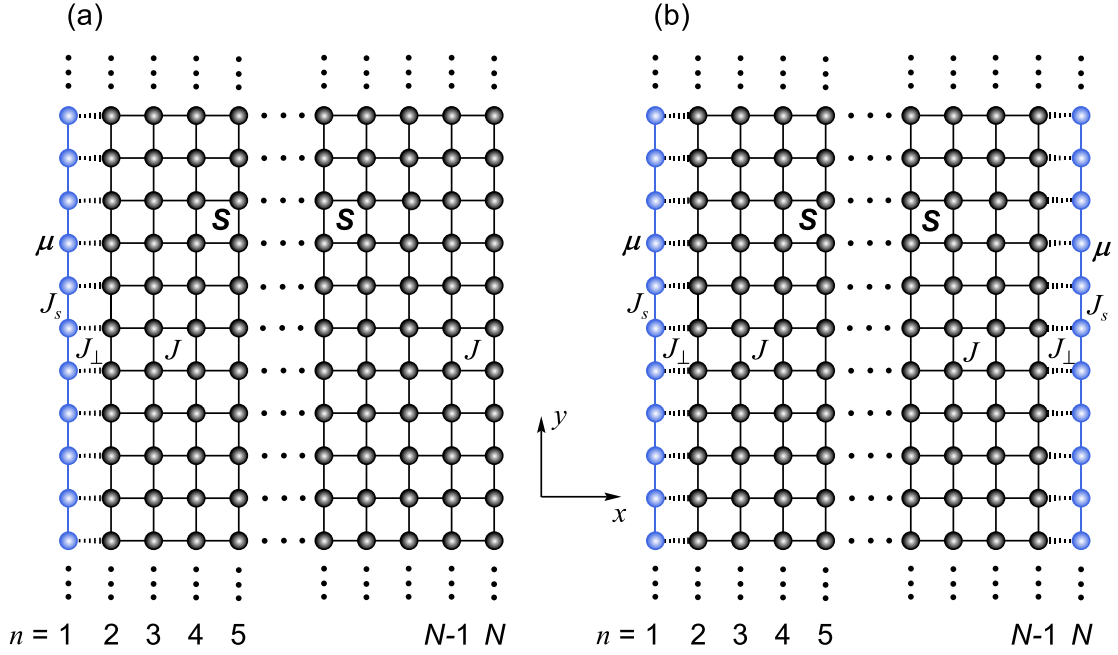 (a) (b)
S S S S
μ μ μ
J_s J_s J_s
J_⊥ J J J_⊥ J J J_⊥
y
x
n = 1 2 3 4 5 N-1 N n = 1 2 3 4 5 N-1 N